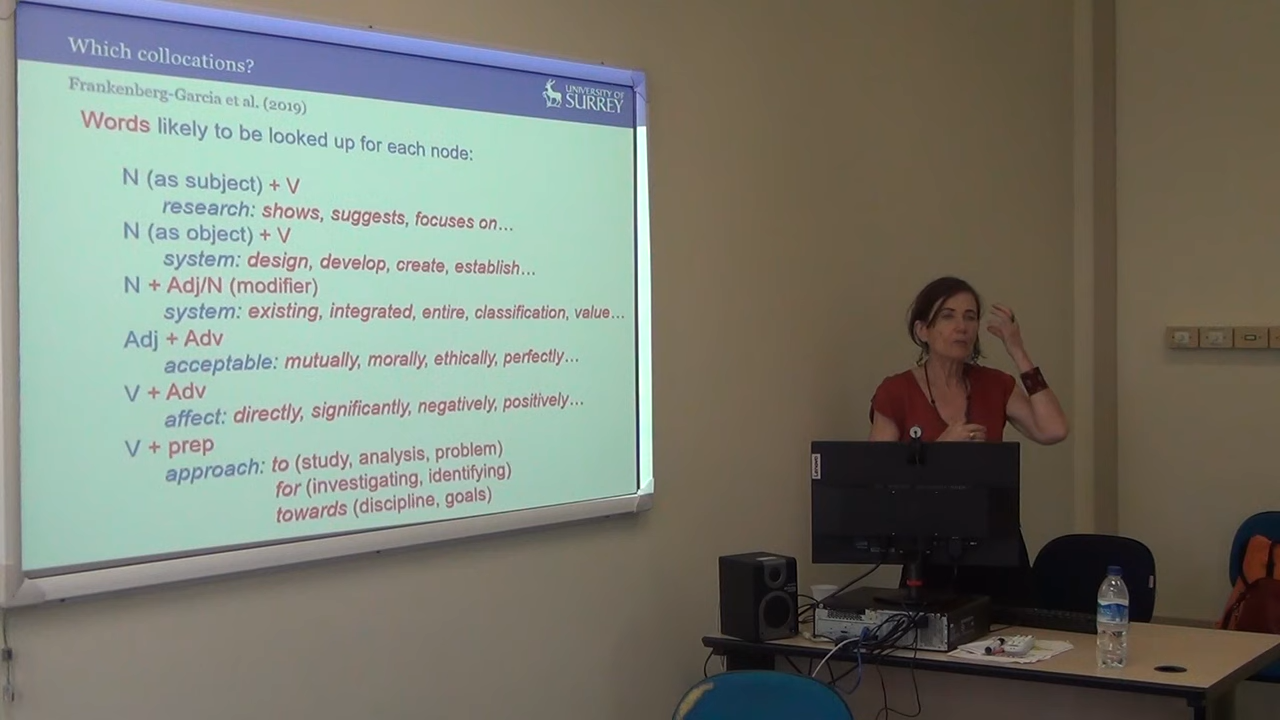 Which collocations?
Frankenberg-Garcia et al. (2019)
UNIVERSITY OF
SURREY
Words likely to be looked up for each node:
N (as subject) + V
research: shows, suggests, focuses on...
N (as object) + V
system: design, develop, create, establish...
N + Adj/N (modifier)
system: existing, integrated, entire, classification, value...
Adj + Adv
acceptable: mutually, morally, ethically, perfectly...
V + Adv
affect: directly, significantly, negatively, positively...
V + prep
approach: to (study, analysis, problem)
for (investigating, identifying)
towards (discipline, goals)
Lenovo